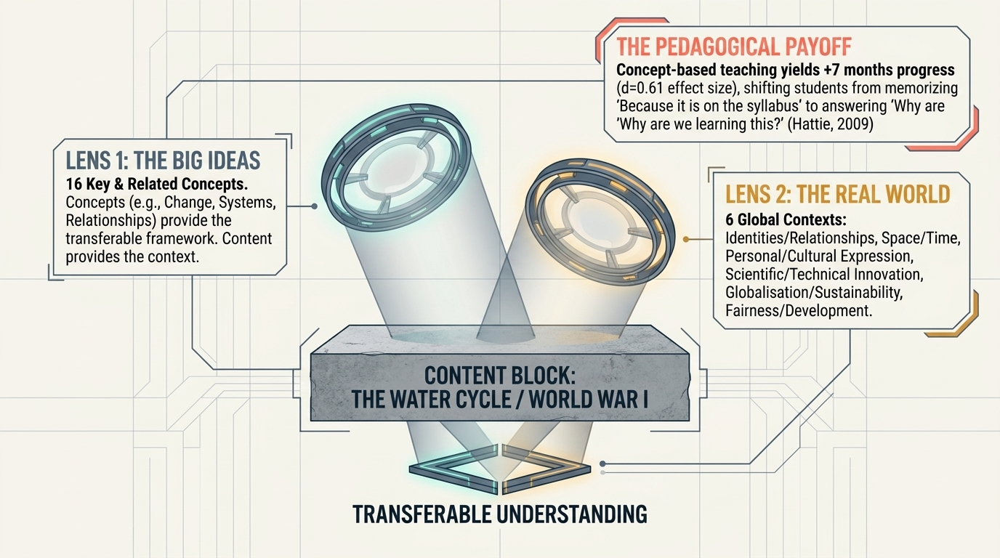 THE PEDAGOGICAL PAYOFF
Concept-based teaching yields +7 months progress
(d=0.61 effect size), shifting students from memorizing
‘Because it is on the syllabus’ to answering ‘Why are
’Why are we learning this?’ (Hattie, 2009)
LENS 1: THE BIG IDEAS
16 Key & Related Concepts.
Concepts (e.g., Change, Systems,
Relationships) provide the
transferable framework. Content
provides the context.
LENS 2: THE REAL WORLD
6 Global Contexts:
Identities/Relationships, Space/Time,
Personal/Cultural Expression,
Scientific/Technical Innovation,
Globalisation/Sustainability,
Fairness/Development.
CONTENT BLOCK:
THE WATER CYCLE / WORLD WAR I
TRANSFERABLE UNDERSTANDING